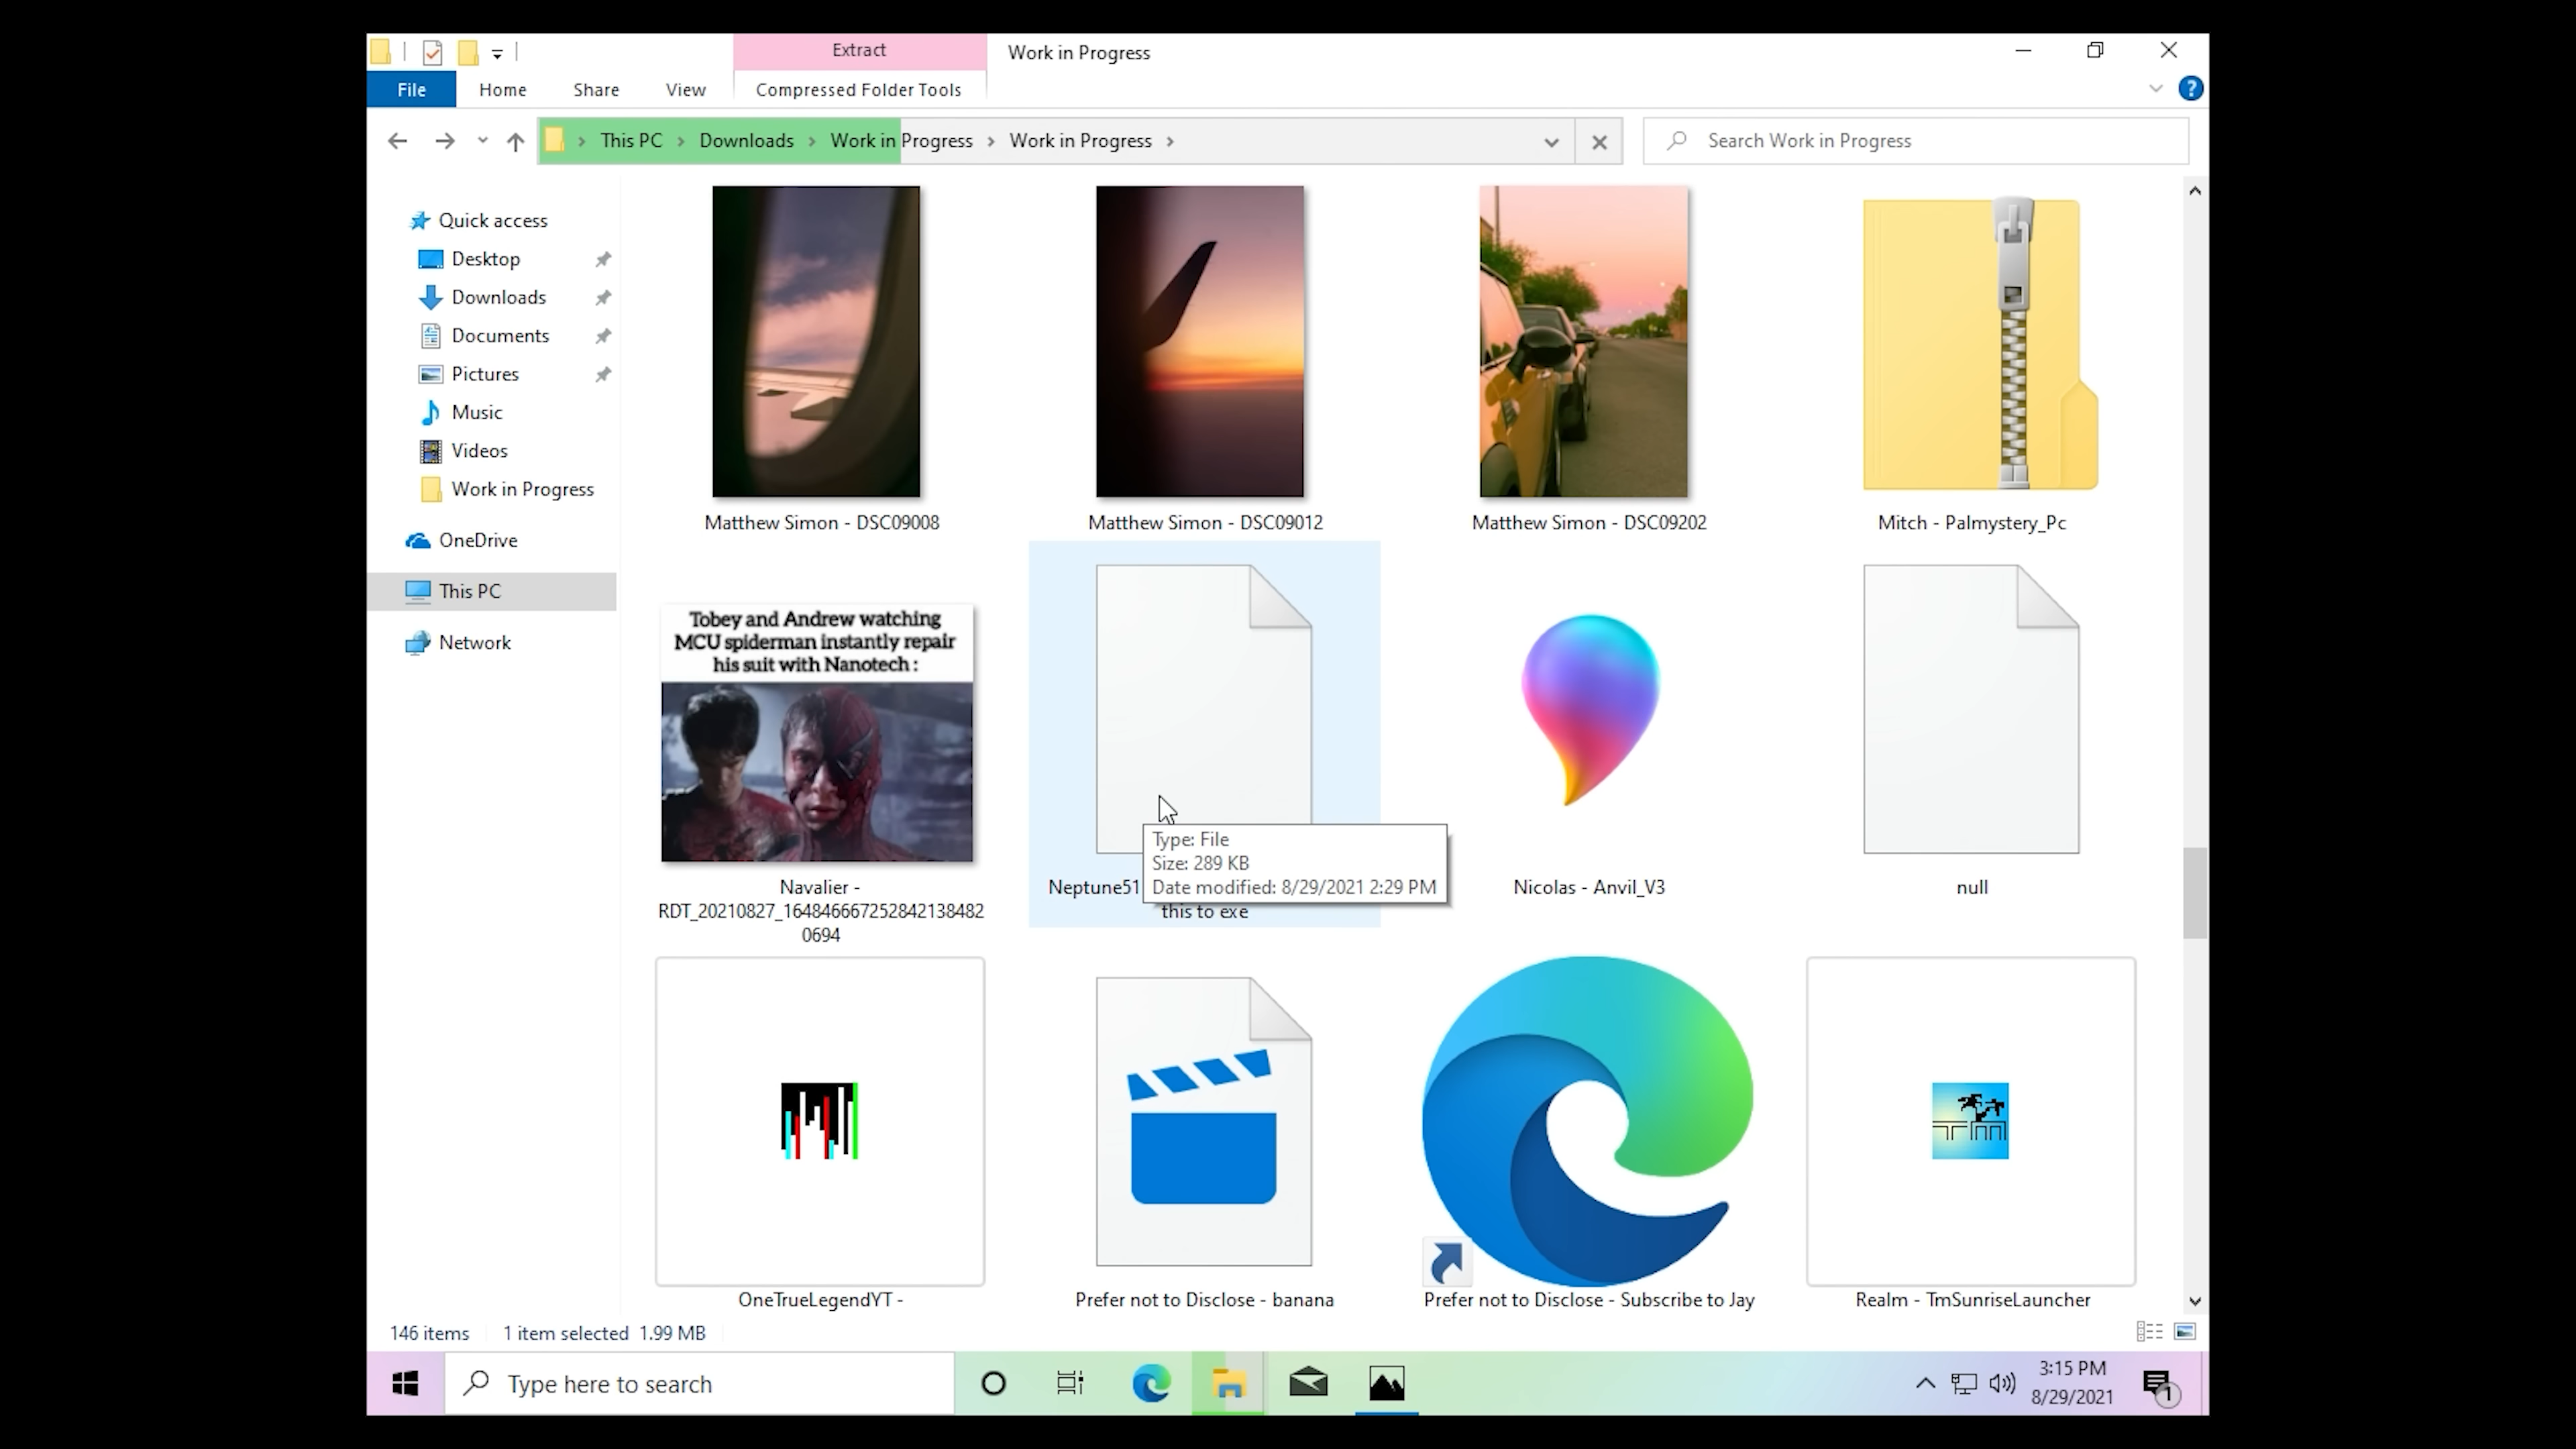 Extract
Work in Progress
File
Home
Share
View
Compressed Folder Tools
This PC
Downloads
Work in Progress
Work in Progress
Search Work in Progress
Quick access
Desktop
Downloads
Documents
Pictures
Music
Videos
Work in Progress
OneDrive
This PC
Network
Matthew Simon - DSC09008
Matthew Simon - DSC09012
Matthew Simon - DSC09202
Mitch - Palmystery_Pc
Tobey and Andrew watching
MCU spiderman instantly repair
his suit with Nanotech :
Navalier -
RDT_20210827_164846667252842138482
0694
Neptune51
this to exe
Type: File
Size: 289 KB
Date modified: 8/29/2021 2:29 PM
Nicolas - Anvil_V3
null
OneTrueLegendYT -
Prefer not to Disclose - banana
Prefer not to Disclose - Subscribe to Jay
Realm - TmSunriseLauncher
146 items
1 item selected 1.99 MB
Type here to search
3:15 PM
8/29/2021
1